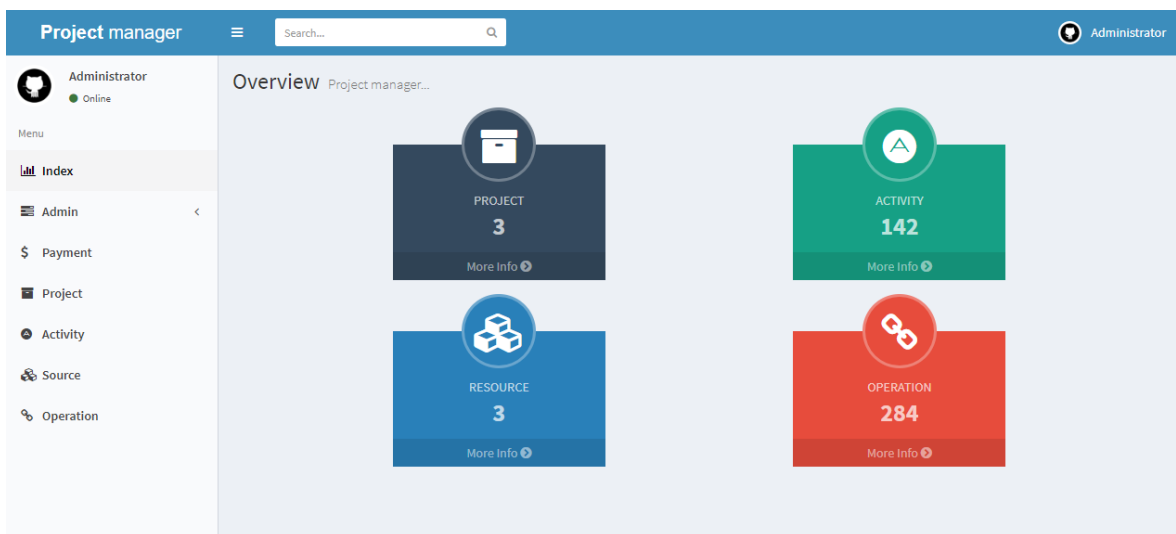 Project manager
Search...
Administrator
Administrator
Online
Menu
Index
Admin
Payment
Project
Activity
Source
Operation
Overview Project manager...
PROJECT
3
More Info
ACTIVITY
142
More Info
RESOURCE
3
More Info
OPERATION
284
More Info